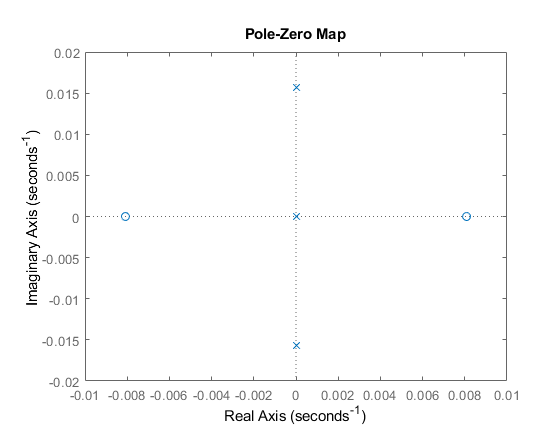 Pole-Zero Map
0.02
0.015
0.01
0.005
0
-0.005
-0.01
-0.015
-0.02
Imaginary Axis (seconds⁻¹)
-0.01 -0.008 -0.006 -0.004 -0.002 0 0.002 0.004 0.006 0.008 0.01
Real Axis (seconds⁻¹)